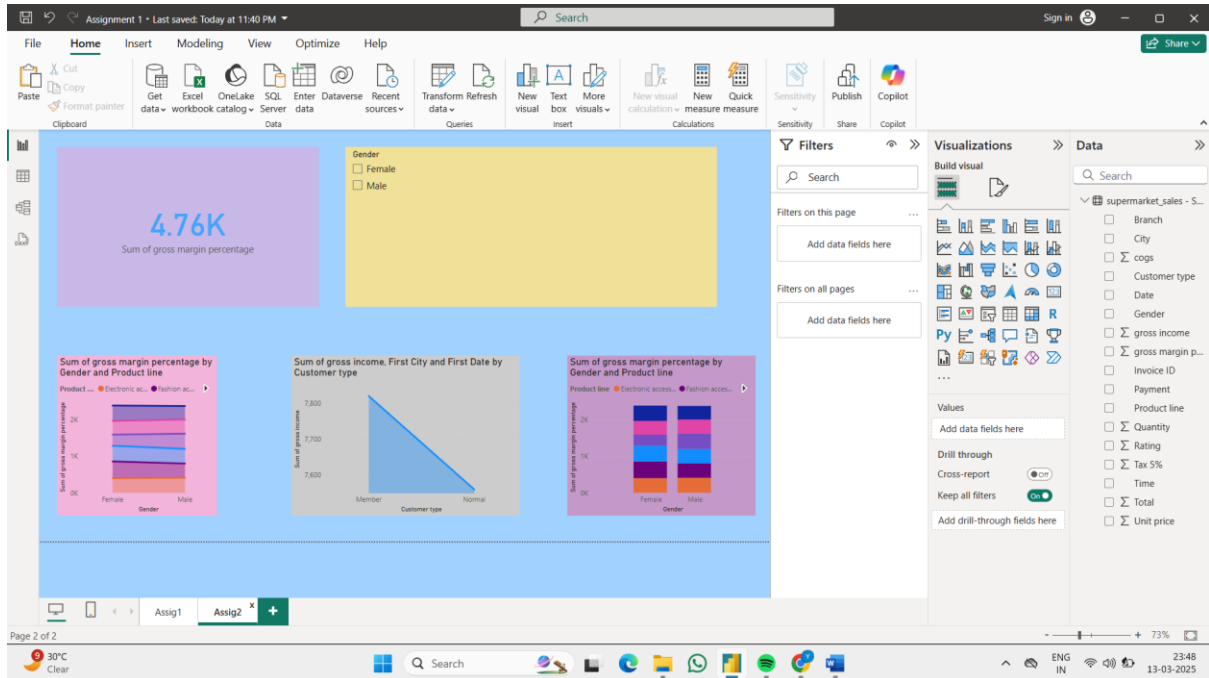 Assignment 1 • Last saved: Today at 11:40 PM
Search
Sign in
File Home Insert Modeling View Optimize Help
Share
Paste
Cut
Copy
Format painter
Get data
Excel workbook
OneLake catalog
SQL Server
Enter data
Dataverse
Recent sources
Transform data
Refresh
New visual
Text box
More visuals
New visual calculation
New measure
Quick measure
Sensitivity
Publish
Copilot
Clipboard
Data
Queries
Insert
Calculations
Sensitivity
Share
Copilot
4.76K
Sum of gross margin percentage
Gender
Female
Male
Sum of gross margin percentage by
Gender and Product line
Product ... Electronic ac... Fashion ac...
Sum of gross margin percentage
2K
1K
0K
Female Male
Gender
Sum of gross income, First City and First Date by
Customer type
Sum of gross income
7,800
7,700
7,600
Member Normal
Customer type
Sum of gross margin percentage by
Gender and Product line
Product line Electronic access... Fashion acces...
Sum of gross margin percentage
2K
1K
0K
Female Male
Gender
Filters
Search
Filters on this page ...
Add data fields here
Filters on all pages ...
Add data fields here
Visualizations
Build visual
R
Py
...
Values
Add data fields here
Drill through
Cross-report Off
Keep all filters On
Add drill-through fields here
Data
Search
supermarket_sales - S...
Branch
City
cogs
Customer type
Date
Gender
gross income
gross margin p...
Invoice ID
Payment
Product line
Quantity
Rating
Tax 5%
Time
Total
Unit price
Assig1 Assig2 x +
Page 2 of 2
- + 73%
9
30°C
Clear
Search
ENG
IN
23:48
13-03-2025